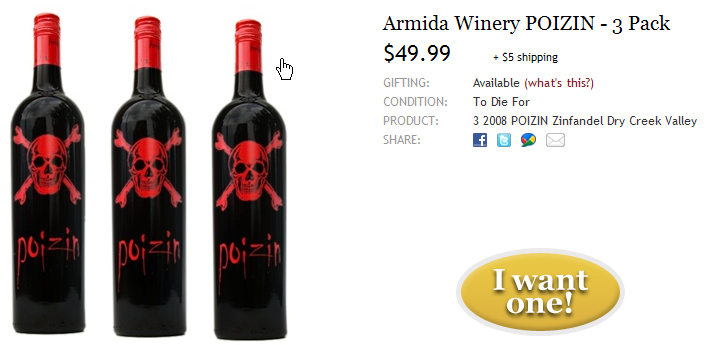 Armida Winery POIZIN - 3 Pack
$49.99 + $5 shipping
GIFTING: Available (what's this?)
CONDITION: To Die For
PRODUCT: 3 2008 POIZIN Zinfandel Dry Creek Valley
SHARE:
poizin poizin poizin
I want
one!